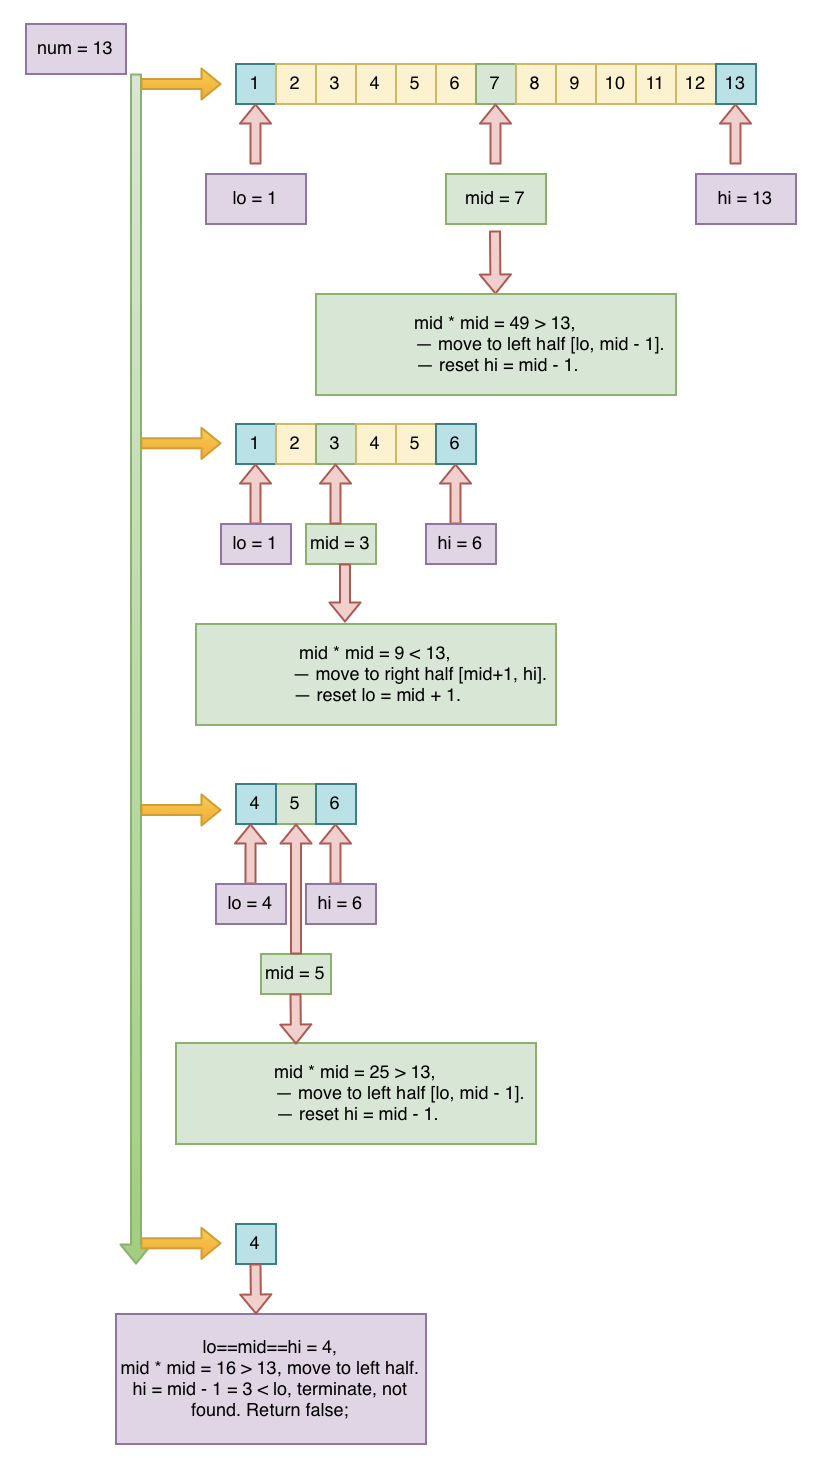 num = 13
1 2 3 4 5 6 7 8 9 10 11 12 13
lo = 1
mid = 7
hi = 13
mid * mid = 49 > 13,
— move to left half [lo, mid - 1].
— reset hi = mid - 1.
1 2 3 4 5 6
lo = 1
mid = 3
hi = 6
mid * mid = 9 < 13,
— move to right half [mid+1, hi].
— reset lo = mid + 1.
4 5 6
lo = 4
hi = 6
mid = 5
mid * mid = 25 > 13,
— move to left half [lo, mid - 1].
— reset hi = mid - 1.
4
lo==mid==hi = 4,
mid * mid = 16 > 13, move to left half.
hi = mid - 1 = 3 < lo, terminate, not
found. Return false;